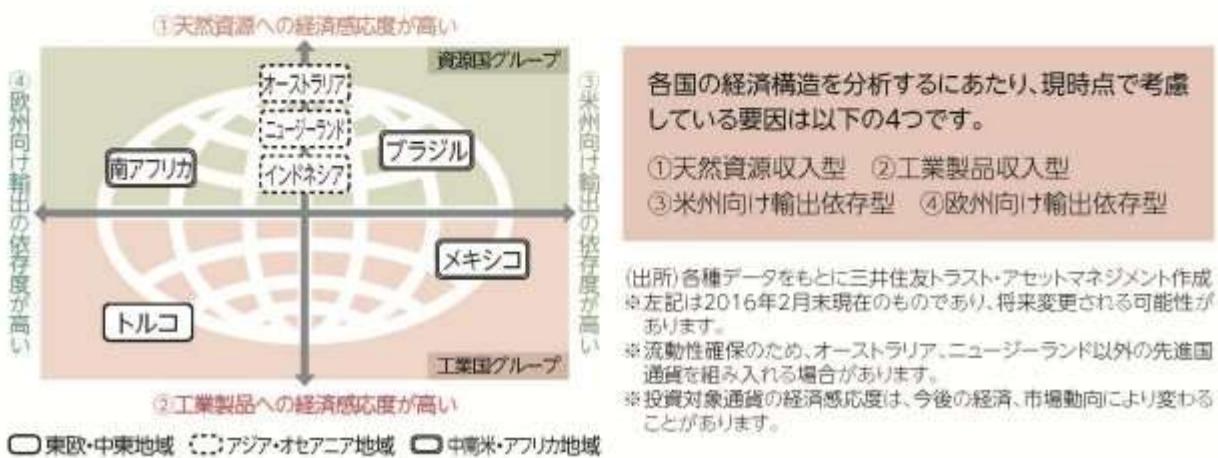 ①天然資源への経済感応度が高い
資源国グループ
④欧州向け輸出の依存度が高い
③米州向け輸出の依存度が高い
オーストラリア
ニュージーランド
インドネシア
南アフリカ
ブラジル
メキシコ
トルコ
工業国グループ
②工業製品への経済感応度が高い
東欧・中東地域 アジア・オセアニア地域 中南米・アフリカ地域
各国の経済構造を分析するにあたり、現時点で考慮
している要因は以下の4つです。
①天然資源収入型 ②工業製品収入型
③米州向け輸出依存型 ④欧州向け輸出依存型
(出所)各種データをもとに三井住友トラスト・アセットマネジメント作成
※左記は2016年2月末現在のものであり、将来変更される可能性が
あります。
※流動性確保のため、オーストラリア、ニュージーランド以外の先進国
通貨を組み入れる場合があります。
※投資対象通貨の経済感応度は、今後の経済、市場動向により変わる
ことがあります。